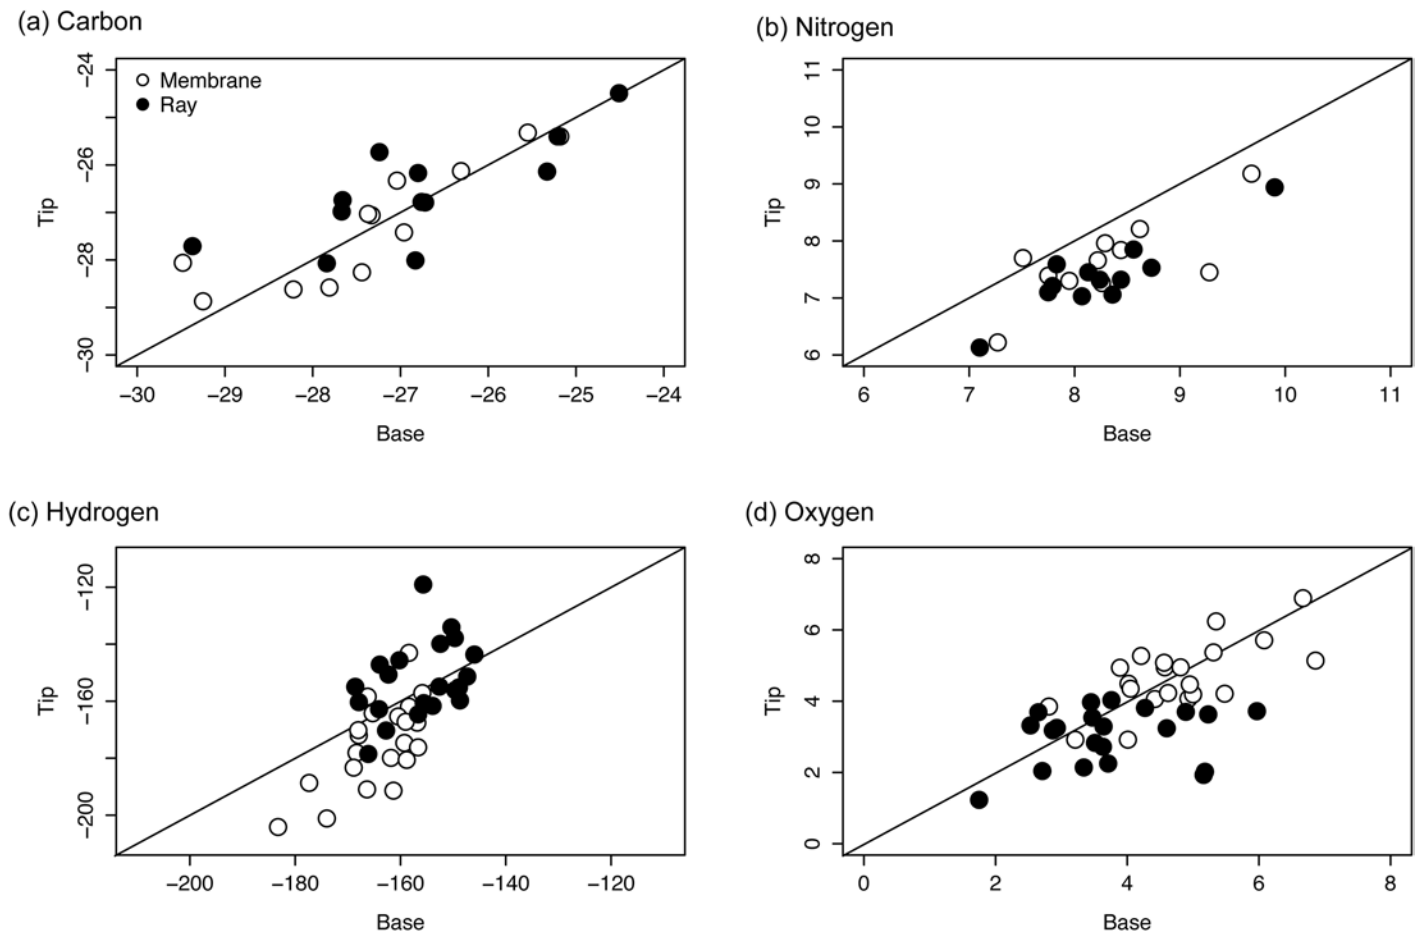 (a) Carbon
Tip
−24
−26
−28
−30
Membrane
Ray
−30 −29 −28 −27 −26 −25 −24
Base
(b) Nitrogen
Tip
11
10
9
8
7
6
6 7 8 9 10 11
Base
(c) Hydrogen
Tip
−120
−160
−200
−200 −180 −160 −140 −120
Base
(d) Oxygen
Tip
8
6
4
2
0
0 2 4 6 8
Base